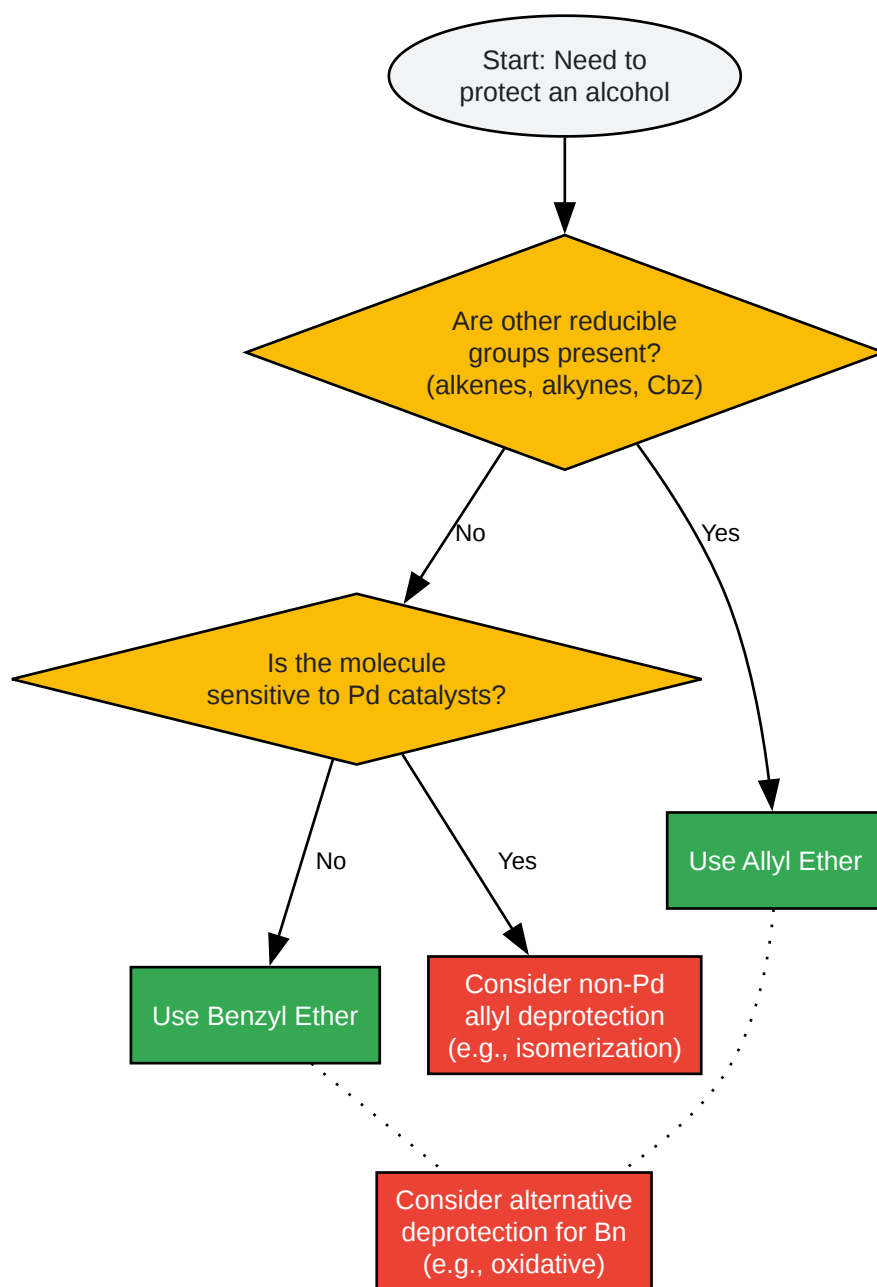 Start: Need to
protect an alcohol
Are other reducible
groups present?
(alkenes, alkynes, Cbz)
No
Yes
Is the molecule
sensitive to Pd catalysts?
No
Yes
Use Allyl Ether
Use Benzyl Ether
Consider non-Pd
allyl deprotection
(e.g., isomerization)
Consider alternative
deprotection for Bn
(e.g., oxidative)